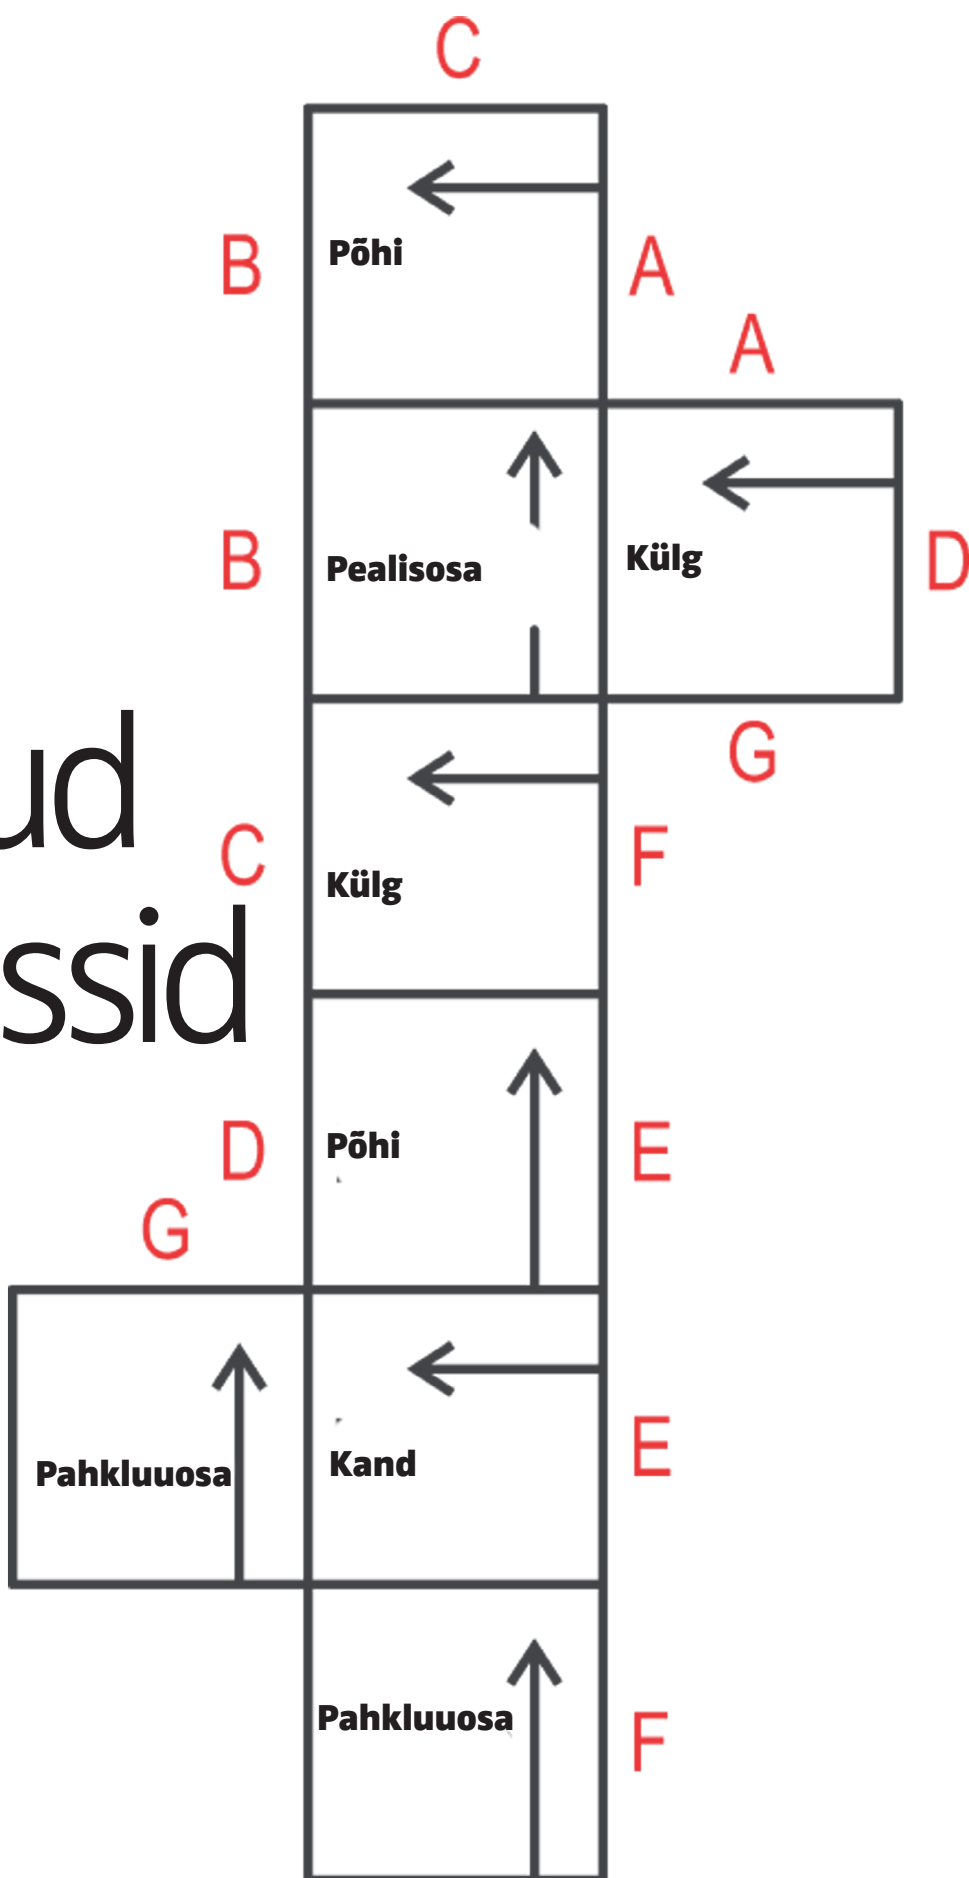 C
B Põhi A
A
B Pealisosa Külg D
G
ud
C Külg F
ssid
D Põhi E
G
Pahkluuosa Kand E
Pahkluuosa F